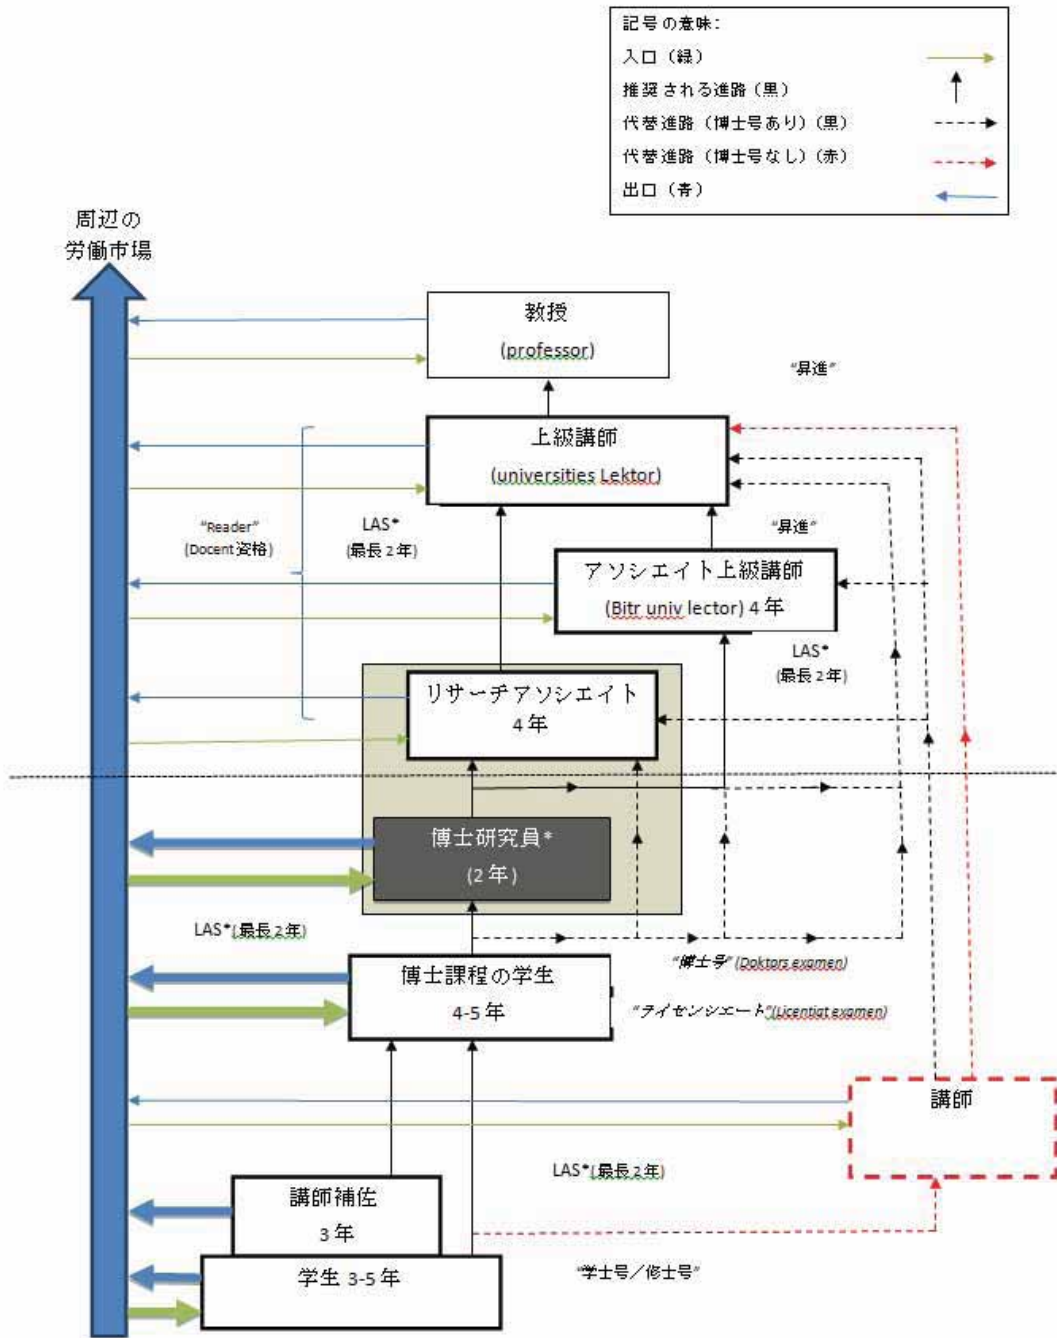 記号の意味:
入口(緑)
推奨される進路(黒)
代替進路(博士号あり)(黒)
代替進路(博士号なし)(赤)
出口(青)
周辺の
労働市場
教授
(professor)
"昇進"
上級講師
(universities Lektor)
"Reader"
(Docent 資格)
LAS*
(最長2年)
"昇進"
アソシエイト上級講師
(Bitr univ lector) 4年
LAS*
(最長2年)
リサーチアソシエイト
4年
博士研究員*
(2年)
LAS*(最長2年)
"博士号" (Doktors examen)
博士課程の学生
4-5年
"ライセンシエート"(Licentiat examen)
講師
LAS*(最長2年)
講師補佐
3年
学生 3-5年
"学士号/修士号"